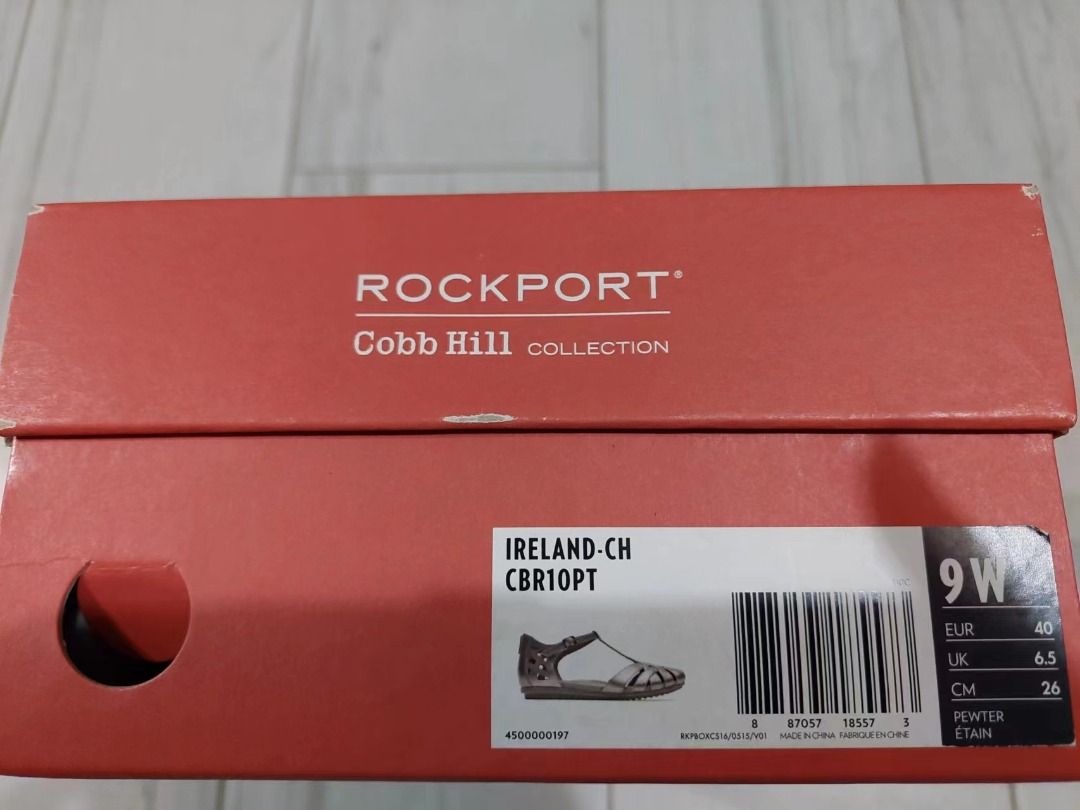 ROCKPORT®
Cobb Hill COLLECTION
IRELAND-CH
CBR10PT
9 W
EUR 40
UK 6.5
CM 26
PEWTER
ÉTAIN
8 87057 18557 3
4500000197
RKPBOXCS16/0515/V01 MADE IN CHINA FABRIQUE EN CHINE